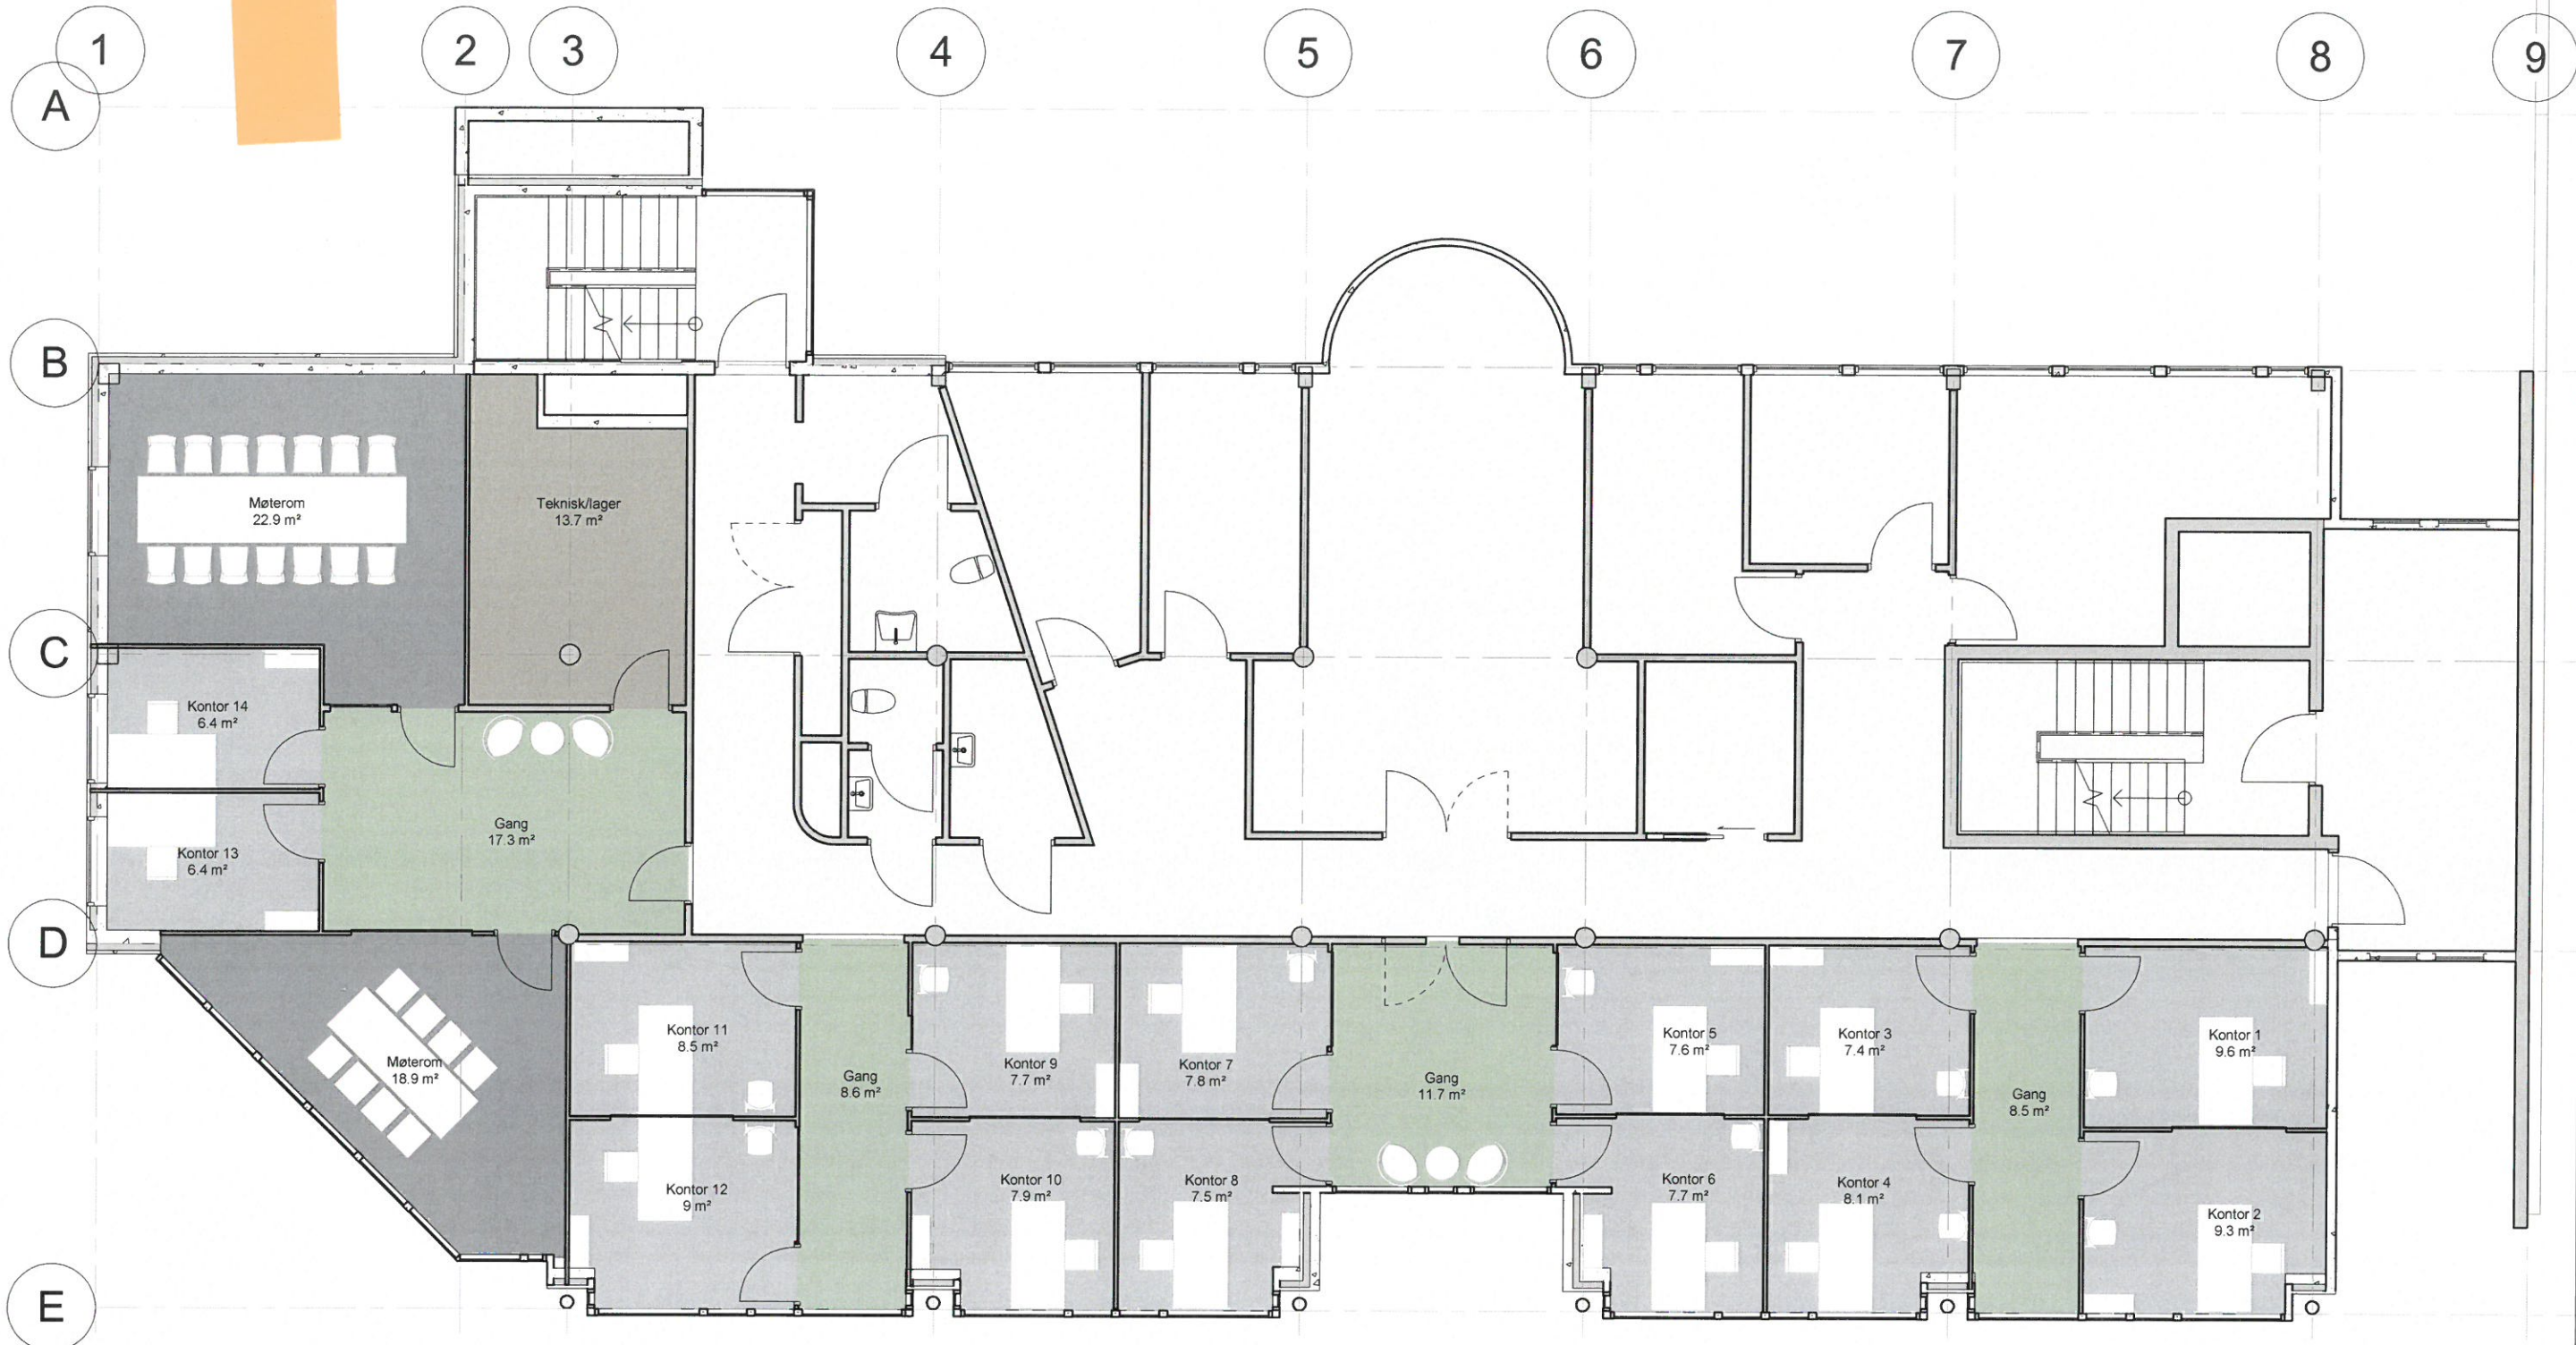 1
2
3
4
5
6
7
8
9
A
B
C
D
E
Møterom
22.9 m²
Teknisk/lager
13.7 m²
Kontor 14
6.4 m²
Kontor 13
6.4 m²
Gang
17.3 m²
Møterom
18.9 m²
Kontor 11
8.5 m²
Kontor 12
9 m²
Gang
8.6 m²
Kontor 9
7.7 m²
Kontor 10
7.9 m²
Kontor 7
7.8 m²
Kontor 8
7.5 m²
Gang
11.7 m²
Kontor 5
7.6 m²
Kontor 6
7.7 m²
Kontor 3
7.4 m²
Kontor 4
8.1 m²
Gang
8.5 m²
Kontor 1
9.6 m²
Kontor 2
9.3 m²